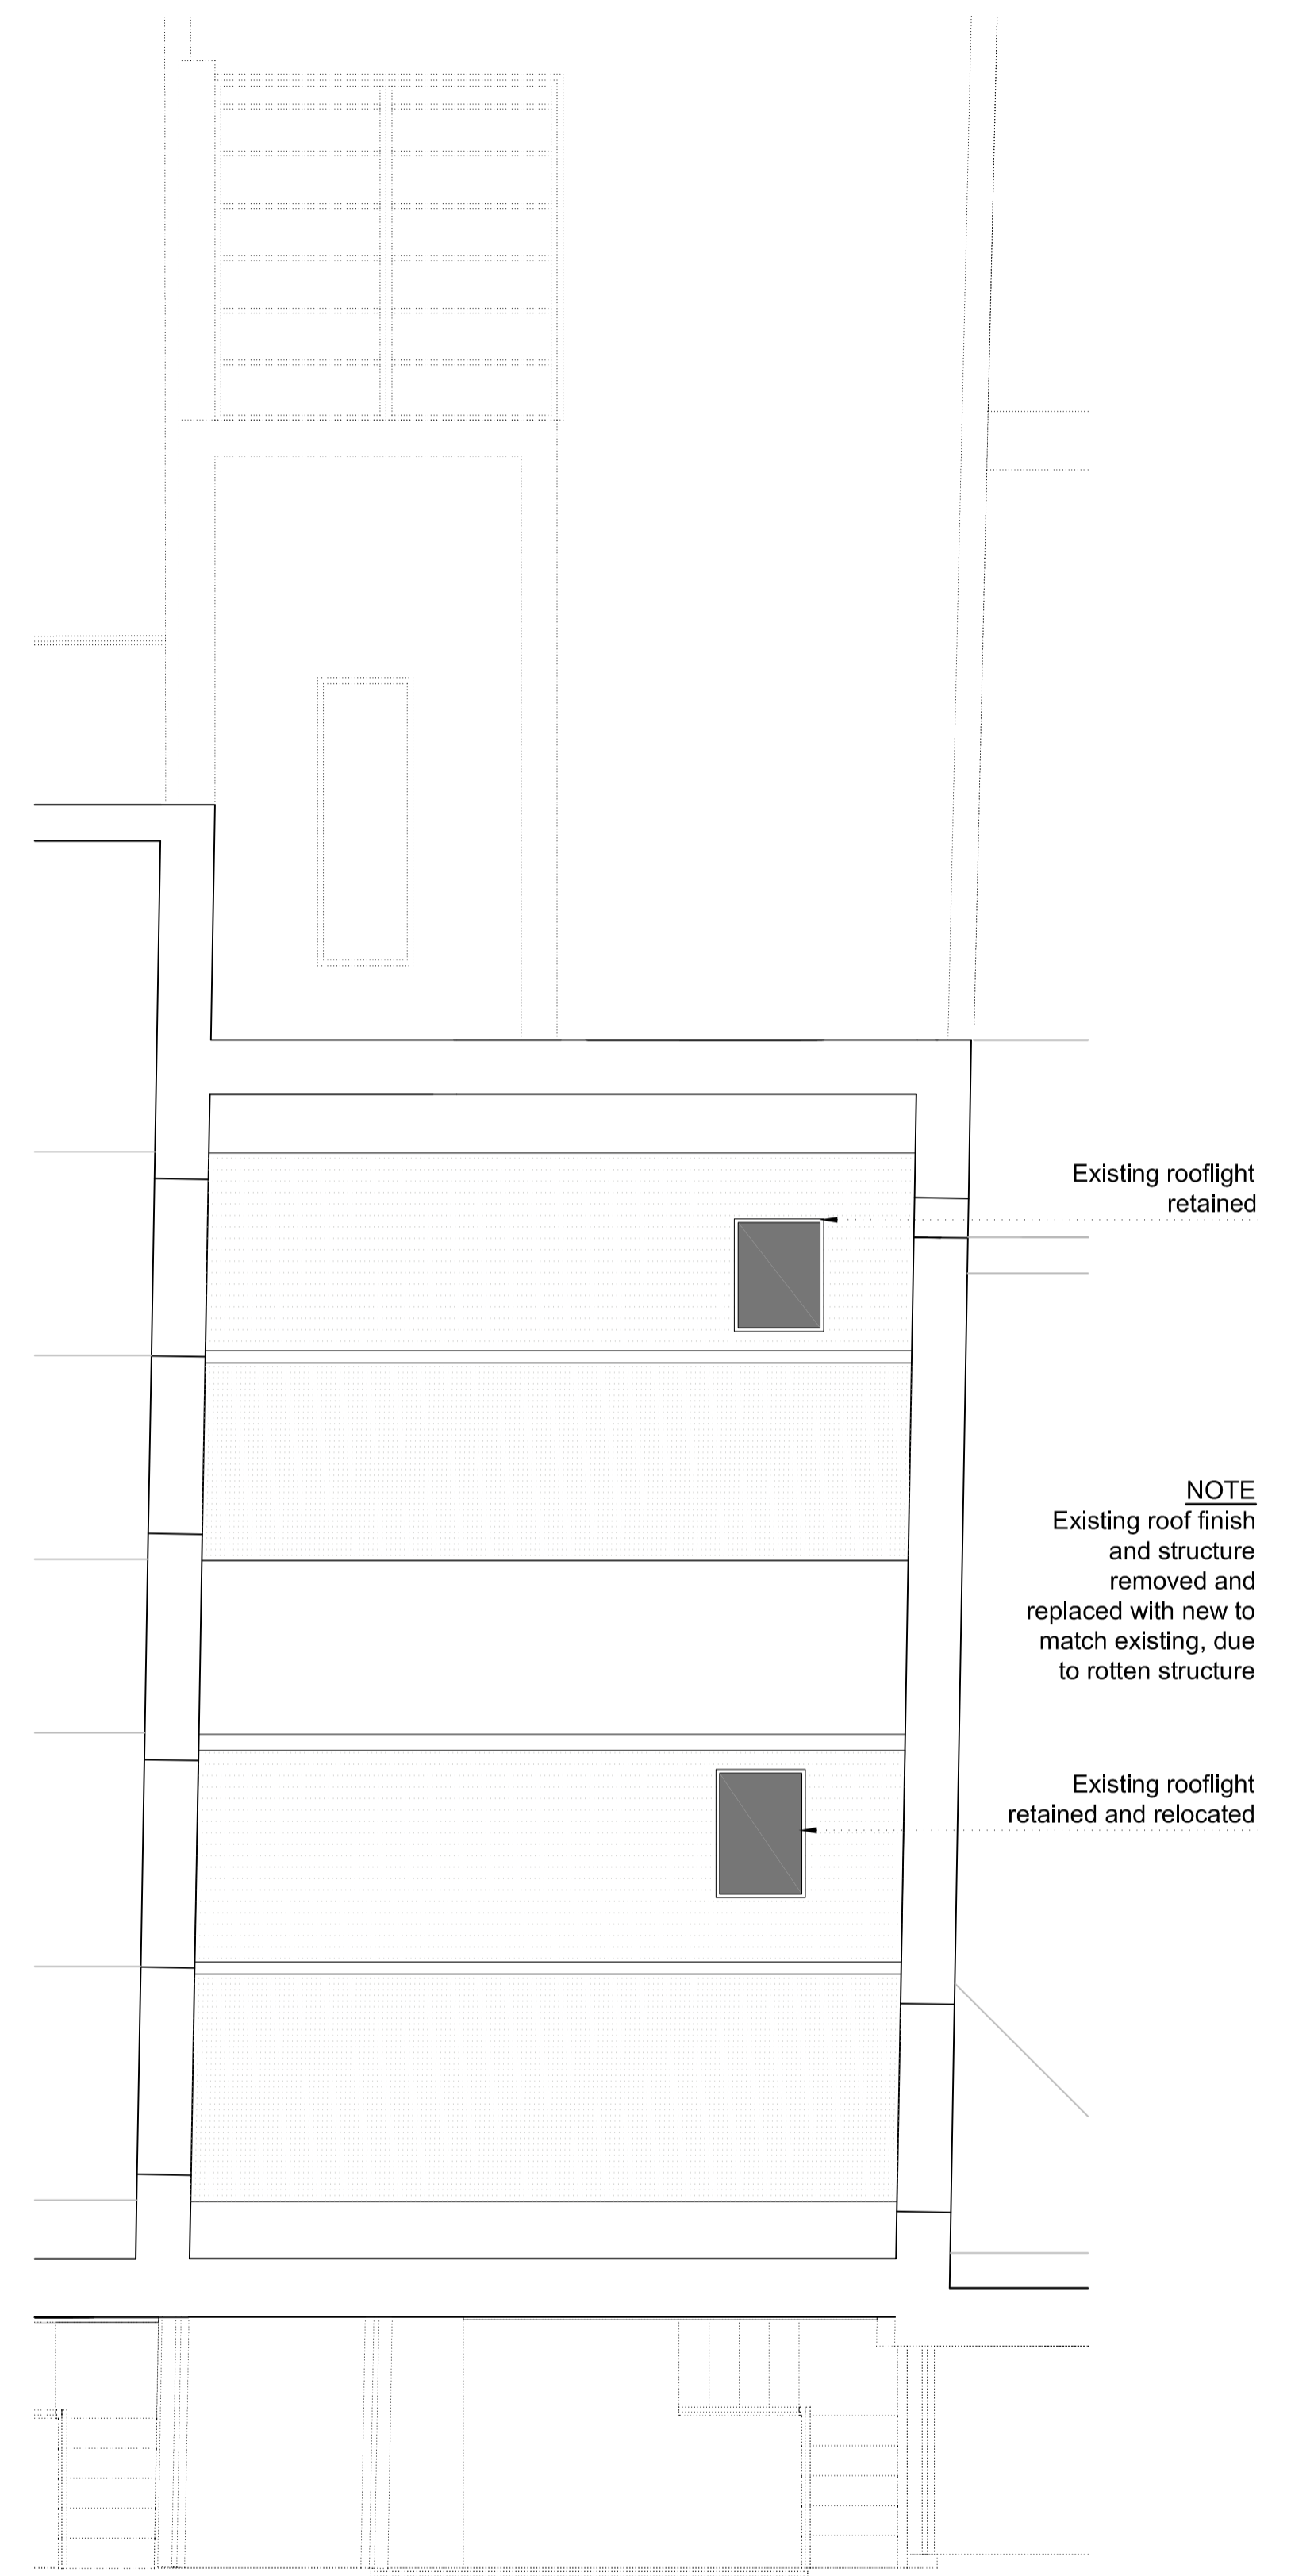 Existing rooflight
retained
NOTE
Existing roof finish
and structure
removed and
replaced with new to
match existing, due
to rotten structure
Existing rooflight
retained and relocated